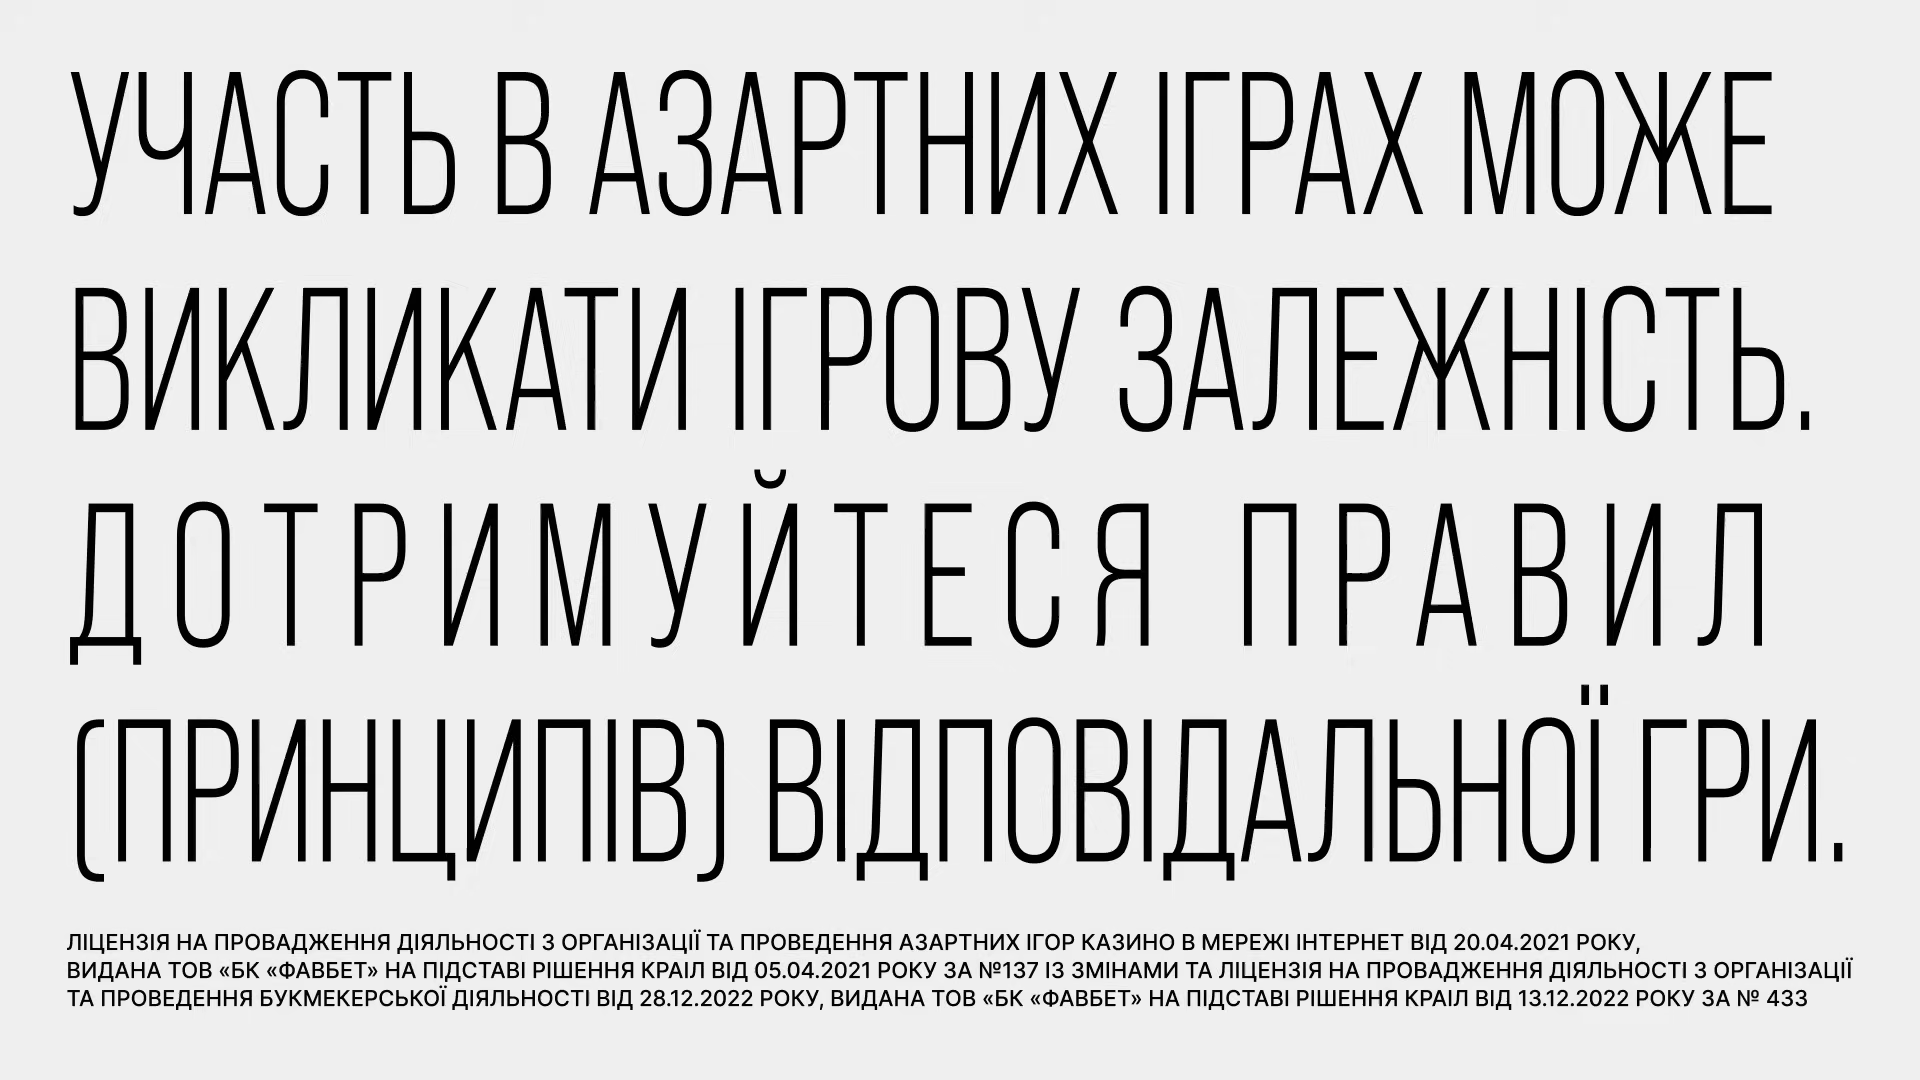 УЧАСТЬ В АЗАРТНИХ ІГРАХ МОЖЕ
ВИКЛИКАТИ ІГРОВУ ЗАЛЕЖНІСТЬ.
ДОТРИМУЙТЕСЯ ПРАВИЛ
(ПРИНЦИПІВ) ВІДПОВІДАЛЬНОЇ ГРИ.
ЛІЦЕНЗІЯ НА ПРОВАДЖЕННЯ ДІЯЛЬНОСТІ З ОРГАНІЗАЦІЇ ТА ПРОВЕДЕННЯ АЗАРТНИХ ІГОР КАЗИНО В МЕРЕЖІ ІНТЕРНЕТ ВІД 20.04.2021 РОКУ,
ВИДАНА ТОВ «БК «ФАВБЕТ» НА ПІДСТАВІ РІШЕННЯ КРАІЛ ВІД 05.04.2021 РОКУ ЗА №137 ІЗ ЗМІНАМИ ТА ЛІЦЕНЗІЯ НА ПРОВАДЖЕННЯ ДІЯЛЬНОСТІ З ОРГАНІЗАЦІЇ
ТА ПРОВЕДЕННЯ БУКМЕКЕРСЬКОЇ ДІЯЛЬНОСТІ ВІД 28.12.2022 РОКУ, ВИДАНА ТОВ «БК «ФАВБЕТ» НА ПІДСТАВІ РІШЕННЯ КРАІЛ ВІД 13.12.2022 РОКУ ЗА № 433